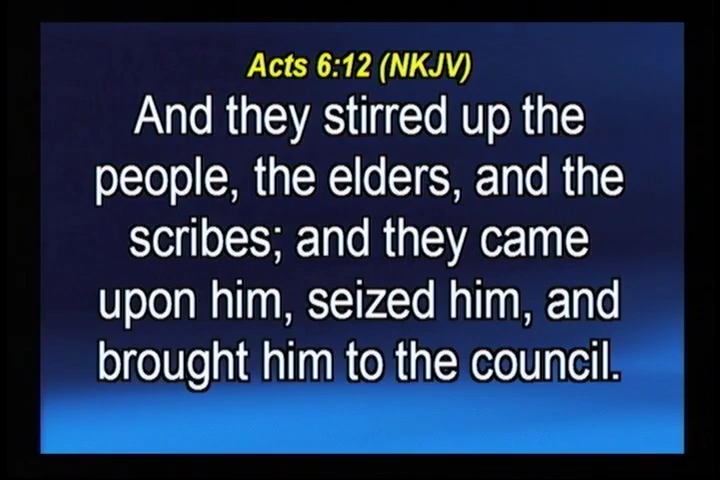 Acts 6:12 (NKJV)
And they stirred up the
people, the elders, and the
scribes; and they came
upon him, seized him, and
brought him to the council.